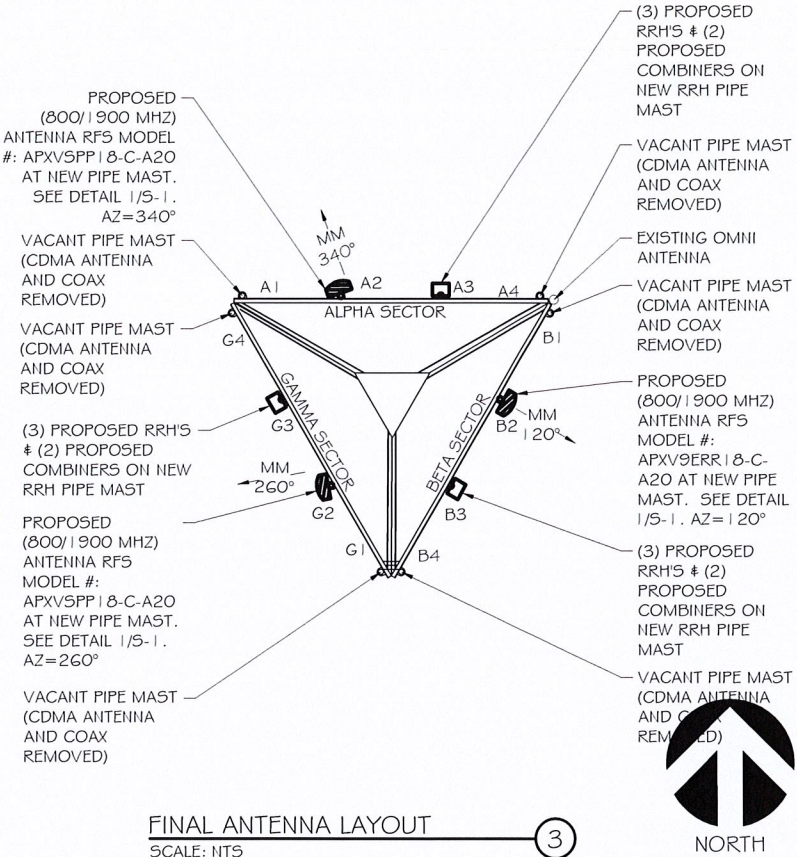 (3) PROPOSED
RRH'S & (2)
PROPOSED
COMBINERS ON
NEW RRH PIPE
MAST
PROPOSED
(800/1900 MHZ)
ANTENNA RFS MODEL
#: APXVSPP18-C-A20
AT NEW PIPE MAST.
SEE DETAIL 1/S-1.
AZ=340°
VACANT PIPE MAST
(CDMA ANTENNA
AND COAX
REMOVED)
VACANT PIPE MAST
(CDMA ANTENNA
AND COAX
REMOVED)
EXISTING OMNI
ANTENNA
VACANT PIPE MAST
(CDMA ANTENNA
AND COAX
REMOVED)
VACANT PIPE MAST
(CDMA ANTENNA
AND COAX
REMOVED)
MM
340°
A1
A2
A3
A4
ALPHA SECTOR
G4
B1
GAMMA SECTOR
BETA SECTOR
G3
B2
MM
120°
MM
260°
G2
B3
G1
B4
(3) PROPOSED RRH'S
& (2) PROPOSED
COMBINERS ON NEW
RRH PIPE MAST
PROPOSED
(800/1900 MHZ)
ANTENNA RFS
MODEL #:
APXV9ERR18-C-
A20 AT NEW PIPE
MAST. SEE DETAIL
1/S-1. AZ=120°
PROPOSED
(800/1900 MHZ)
ANTENNA RFS
MODEL #:
APXVSPP18-C-A20
AT NEW PIPE MAST.
SEE DETAIL 1/S-1.
AZ=260°
(3) PROPOSED
RRH'S & (2)
PROPOSED
COMBINERS ON
NEW RRH PIPE
MAST
VACANT PIPE MAST
(CDMA ANTENNA
AND COAX
REMOVED)
VACANT PIPE MAST
(CDMA ANTENNA
AND
NORTH
FINAL ANTENNA LAYOUT
3
SCALE: NTS